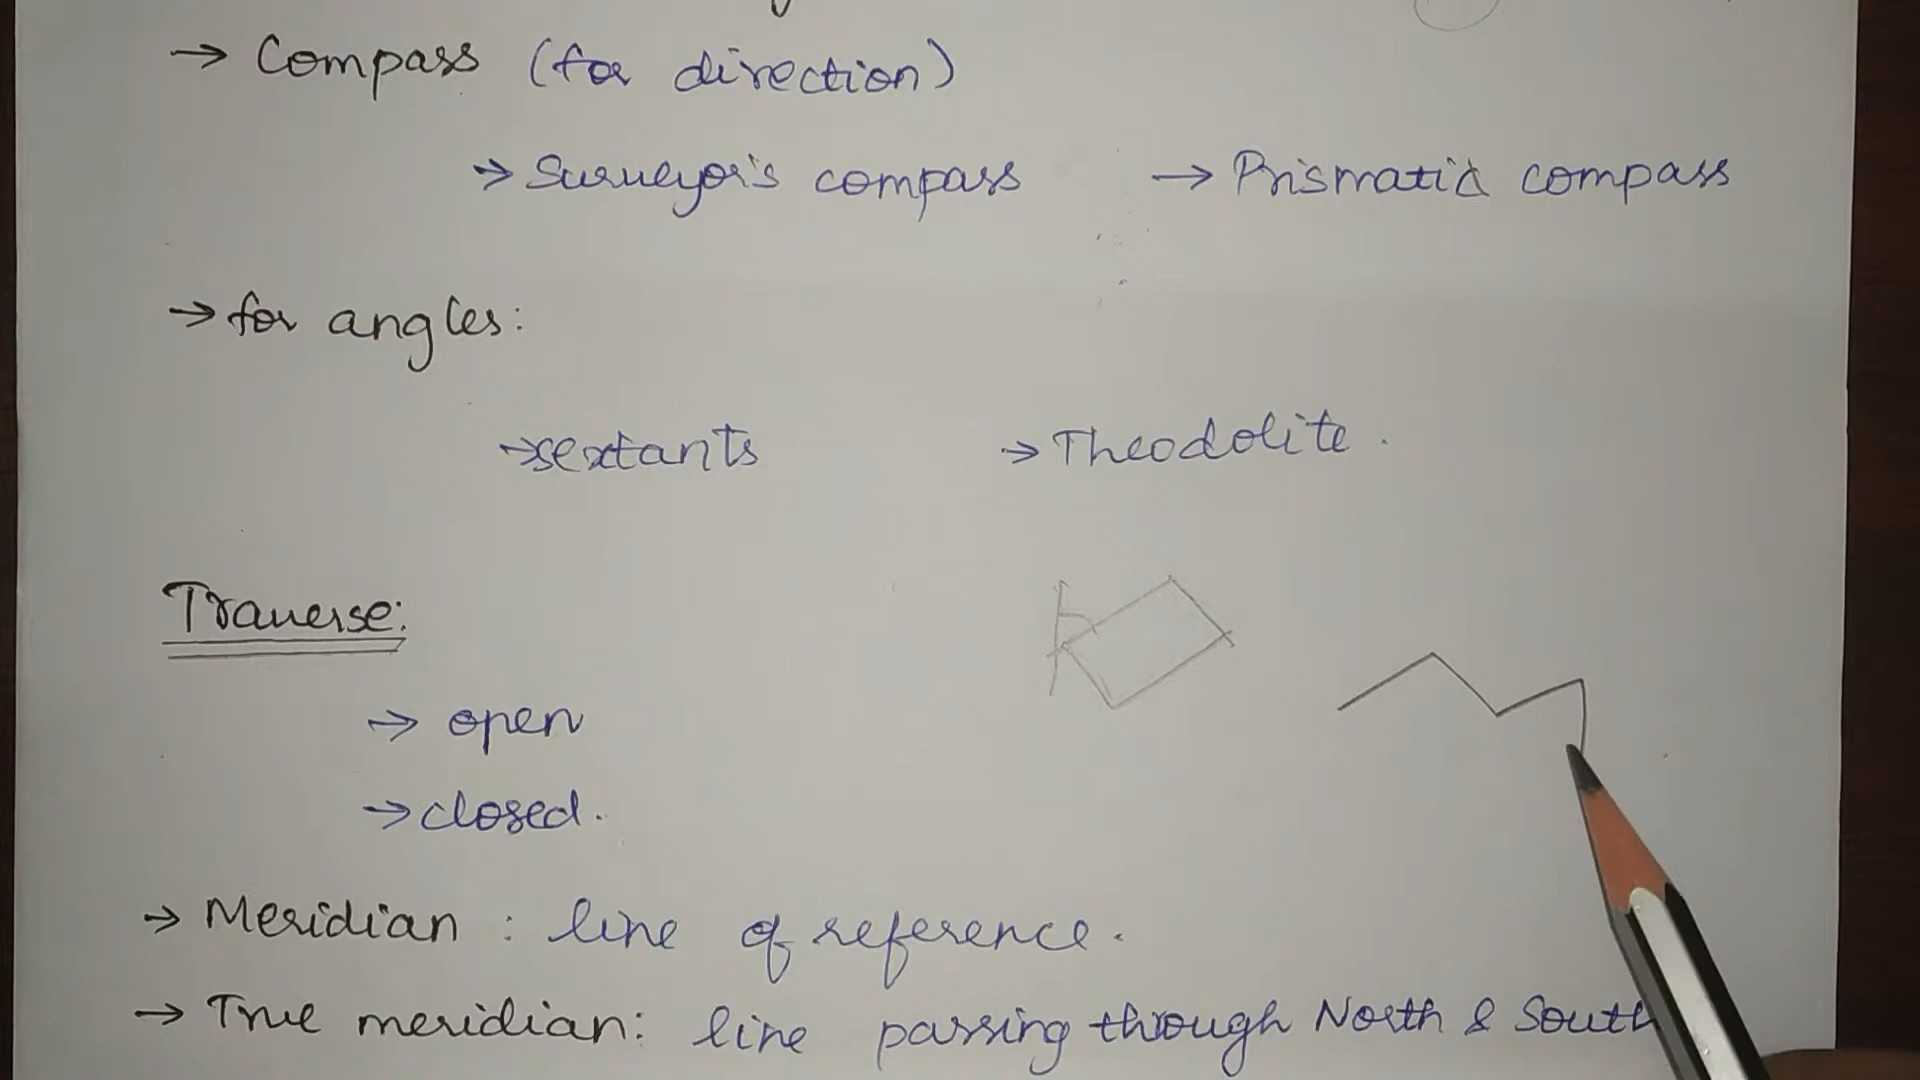 → Compass (for direction)
→ Surveyor's compass → Prismatic compass
→ for angles:
→ sextants → Theodolite.
Traverse:
→ open
→ closed.
→ Meridian : line of reference.
→ True meridian: line passing through North & South